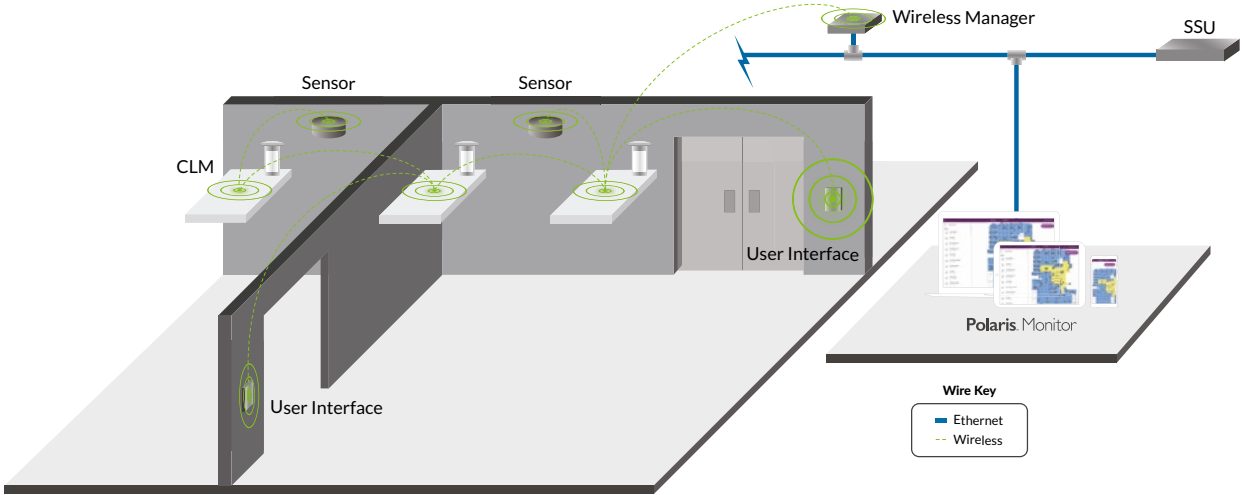 Wireless Manager
SSU
Sensor
Sensor
CLM
User Interface
User Interface
Polaris. Monitor
Wire Key
Ethernet
Wireless